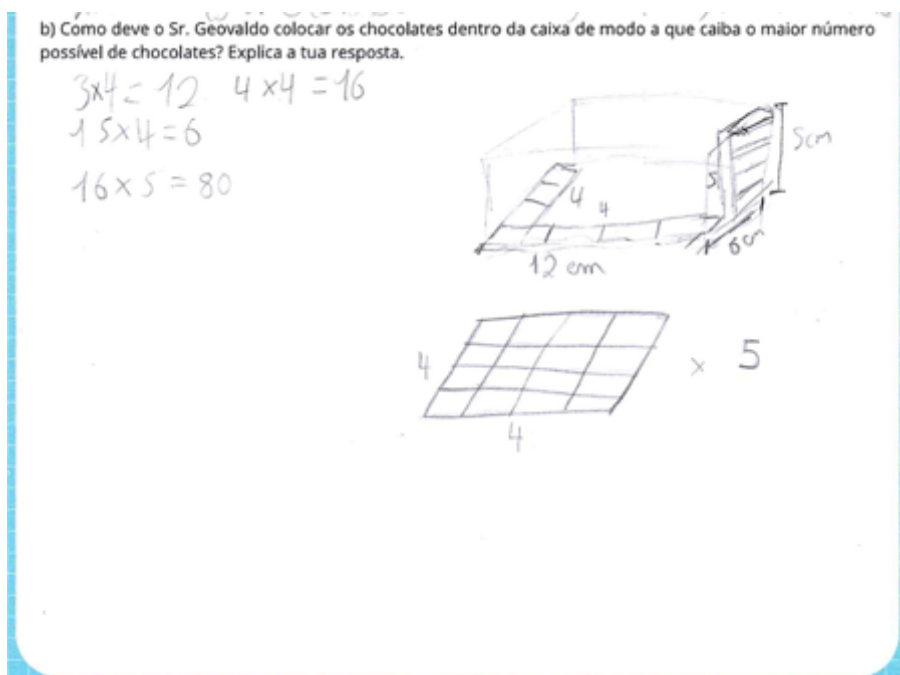 b) Como deve o Sr. Geovaldo colocar os chocolates dentro da caixa de modo a que caiba o maior número
possível de chocolates? Explica a tua resposta.
3x4=12 4x4=16
1 5x4=6
16x5=80
5cm
5
4
4
6cm
12 cm
4
x 5
4